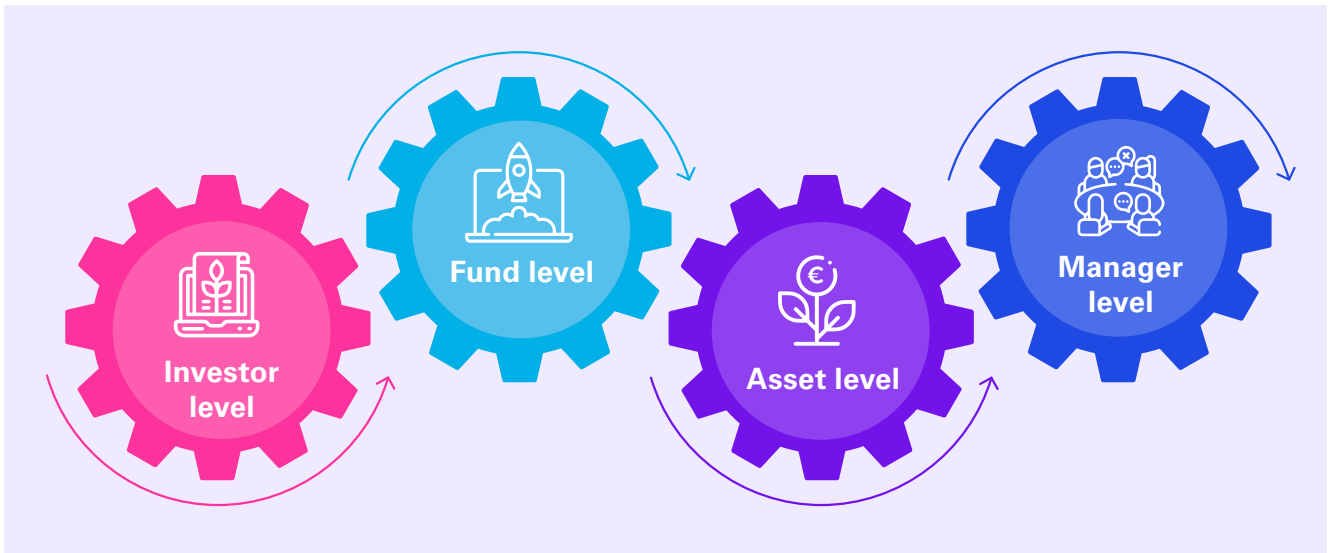 Investor
level
Fund level
€
Asset level
Manager
level